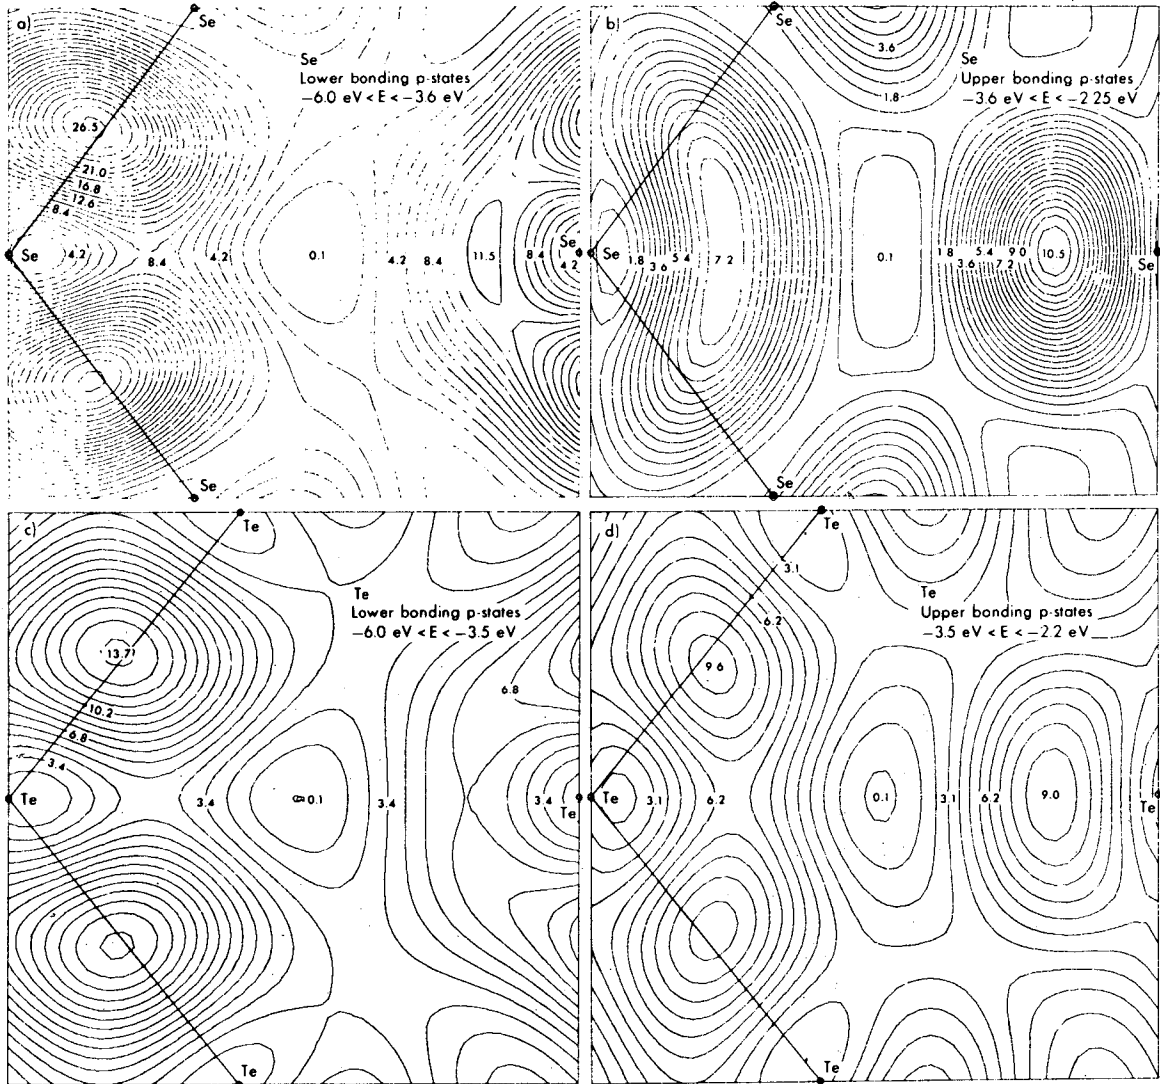 a)
Se
Se
Lower bonding p-states
−6.0 eV < E < −3.6 eV
26.5
21.0
16.8
12.6
8.4
Se
4.2
8.4
4.2
0.1
4.2
8.4
11.5
8.4
Se
4.2
Se
b)
Se
3.6
1.8
Se
Upper bonding p-states
−3.6 eV < E < −2.25 eV
Se
1.8
3.6
5.4
7.2
0.1
1.8
3.6
5.4
7.2
9.0
10.5
Se
Se
c)
Te
Te
Lower bonding p-states
−6.0 eV < E < −3.5 eV
13.7
10.2
6.8
3.4
Te
3.4
0.1
3.4
6.8
3.4
Te
Te
d)
Te
3.1
Te
Upper bonding p-states
−3.5 eV < E < −2.2 eV
6.2
9.6
Te
3.1
6.2
0.1
3.1
6.2
9.0
Te
Te